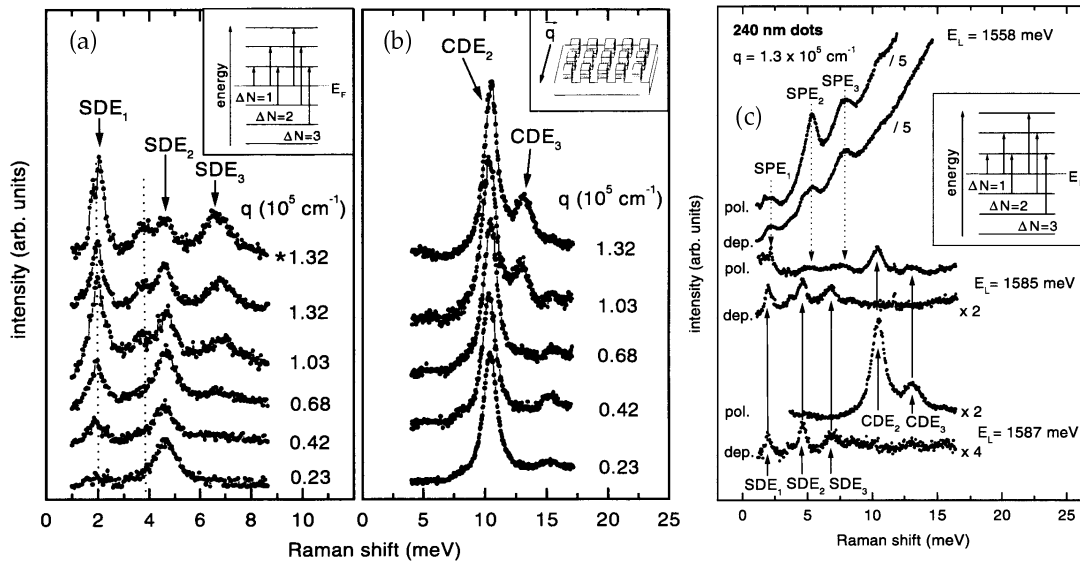 (a)
energy
ΔN=1
ΔN=2
ΔN=3
E_F
SDE₁
SDE₂
SDE₃
q (10⁵ cm⁻¹)
*1.32
1.32
1.03
0.68
0.42
0.23
0 2 4 6 8 10
intensity (arb. units)
(b)
CDE₂
q
CDE₃
q (10⁵ cm⁻¹)
1.32
1.03
0.68
0.42
0.23
5 10 15 20 25
Raman shift (meV)
240 nm dots
q = 1.3 x 10⁵ cm⁻¹
E_L = 1558 meV
SPE₂
SPE₃
/ 5
/ 5
(c)
SPE₁
energy
ΔN=1
ΔN=2
ΔN=3
pol.
dep.
pol.
E_L = 1585 meV
dep.
x 2
pol.
x 2
CDE₂
CDE₃
E_L = 1587 meV
dep.
x 4
SDE₁
SDE₂
SDE₃
0 5 10 15 20 25
intensity (arb. units)
Raman shift (meV)